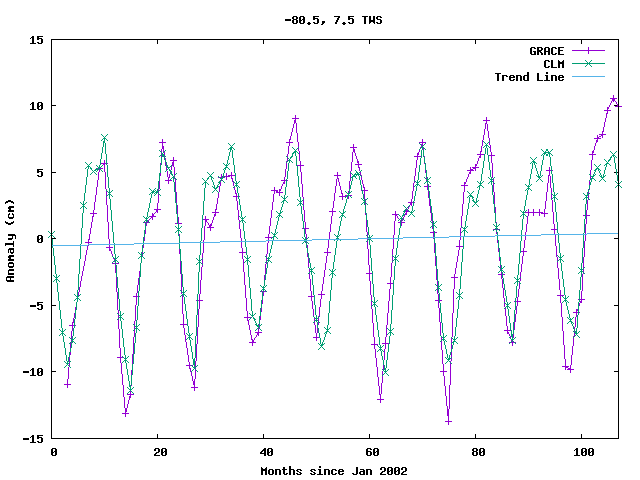 -80.5, 7.5 TWS
GRACE
CLM
Trend Line
15
10
5
0
-5
-10
-15
Anomaly (cm)
0 20 40 60 80 100
Months since Jan 2002